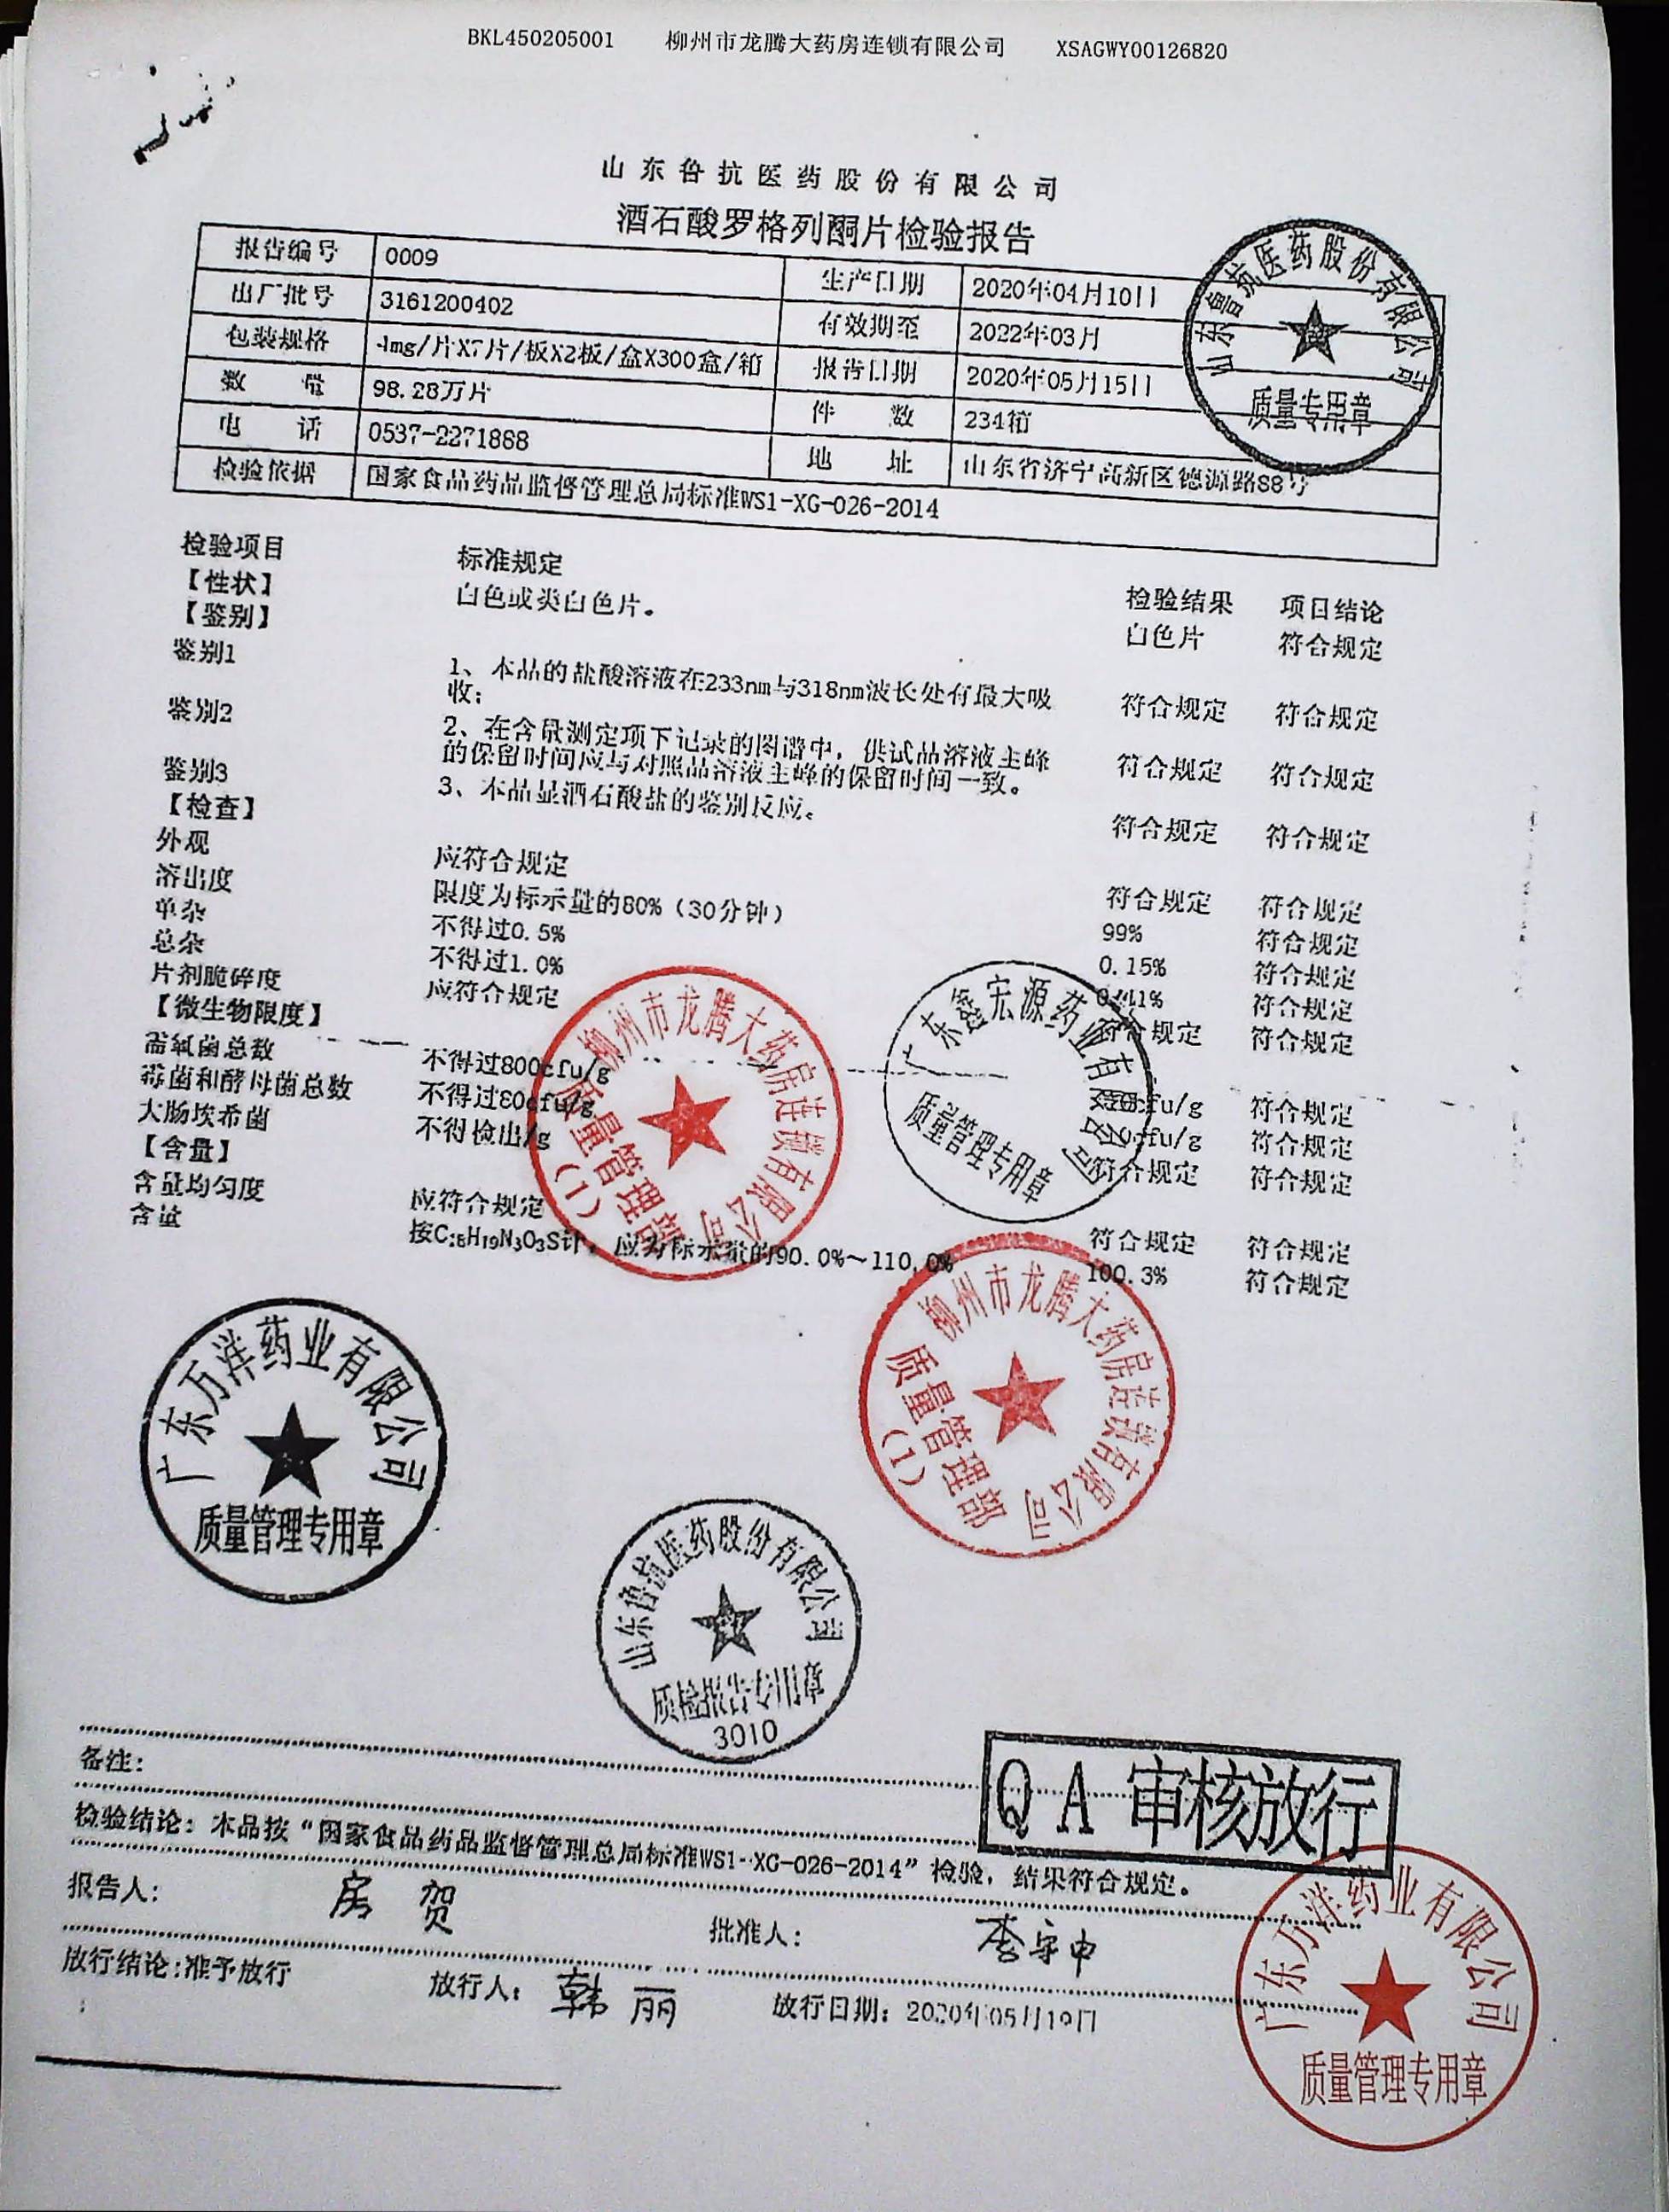 BKL450205001 柳州市龙腾大药房连锁有限公司 XSAGWY00126820
山东鲁抗医药股份有限公司
酒石酸罗格列酮片检验报告
报告编号 0009 生产日期 2020年04月10日
出厂批号 3161200402 有效期至 2022年03月
包装规格 4mg/片X7片/板X2板/盒X300盒/箱 报告日期 2020年05月15日
数 量 98.28万片 件 数 234箱
电 话 0537-2271888 地 址 山东省济宁高新区德源路88号
检验依据 国家食品药品监督管理总局标准WS1-XG-026-2014
山东鲁抗医药股份有限公司
质量专用章
检验项目 标准规定 检验结果 项目结论
【性状】 白色或类白色片。 白色片 符合规定
【鉴别】
鉴别1 1、本品的盐酸溶液在233nm与318nm波长处有最大吸
收; 符合规定 符合规定
鉴别2 2、在含量测定项下记录的图谱中,供试品溶液主峰
的保留时间应与对照品溶液主峰的保留时间一致。 符合规定 符合规定
鉴别3 3、本品显酒石酸盐的鉴别反应。 符合规定 符合规定
【检查】
外观 应符合规定 符合规定 符合规定
溶出度 限度为标示量的80%(30分钟) 99% 符合规定
单杂 不得过0.5% 0.15% 符合规定
总杂 不得过1.0% 符合规定
片剂脆碎度 应符合规定 符合规定 符合规定
【微生物限度】
需氧菌总数 不得过800cfu/g cfu/g 符合规定
霉菌和酵母菌总数 不得过80cfu/g cfu/g 符合规定
大肠埃希菌 不得检出/g 符合规定 符合规定
【含量】
含量均匀度 应符合规定 符合规定 符合规定
含量 按C18H19N3O3S计,应为标示量的90.0%~110.0% 100.3% 符合规定
柳州市龙腾大药房连锁有限公司
质量管理部
(1)
广东鑫宏源药业有限公司
质量管理专用章
柳州市龙腾大药房连锁有限公司
质量管理部
(1)
广东万洋药业有限公司
质量管理专用章
山东鲁抗医药股份有限公司
质检报告专用章
3010
备注:
QA审核放行
检验结论:本品按“国家食品药品监督管理总局标准WS1-XG-026-2014”检验,结果符合规定。
报告人: 房贺 批准人: 李守申
放行结论:准予放行 放行人: 韩丽 放行日期: 2020年05月19日
广东万洋药业有限公司
质量管理专用章